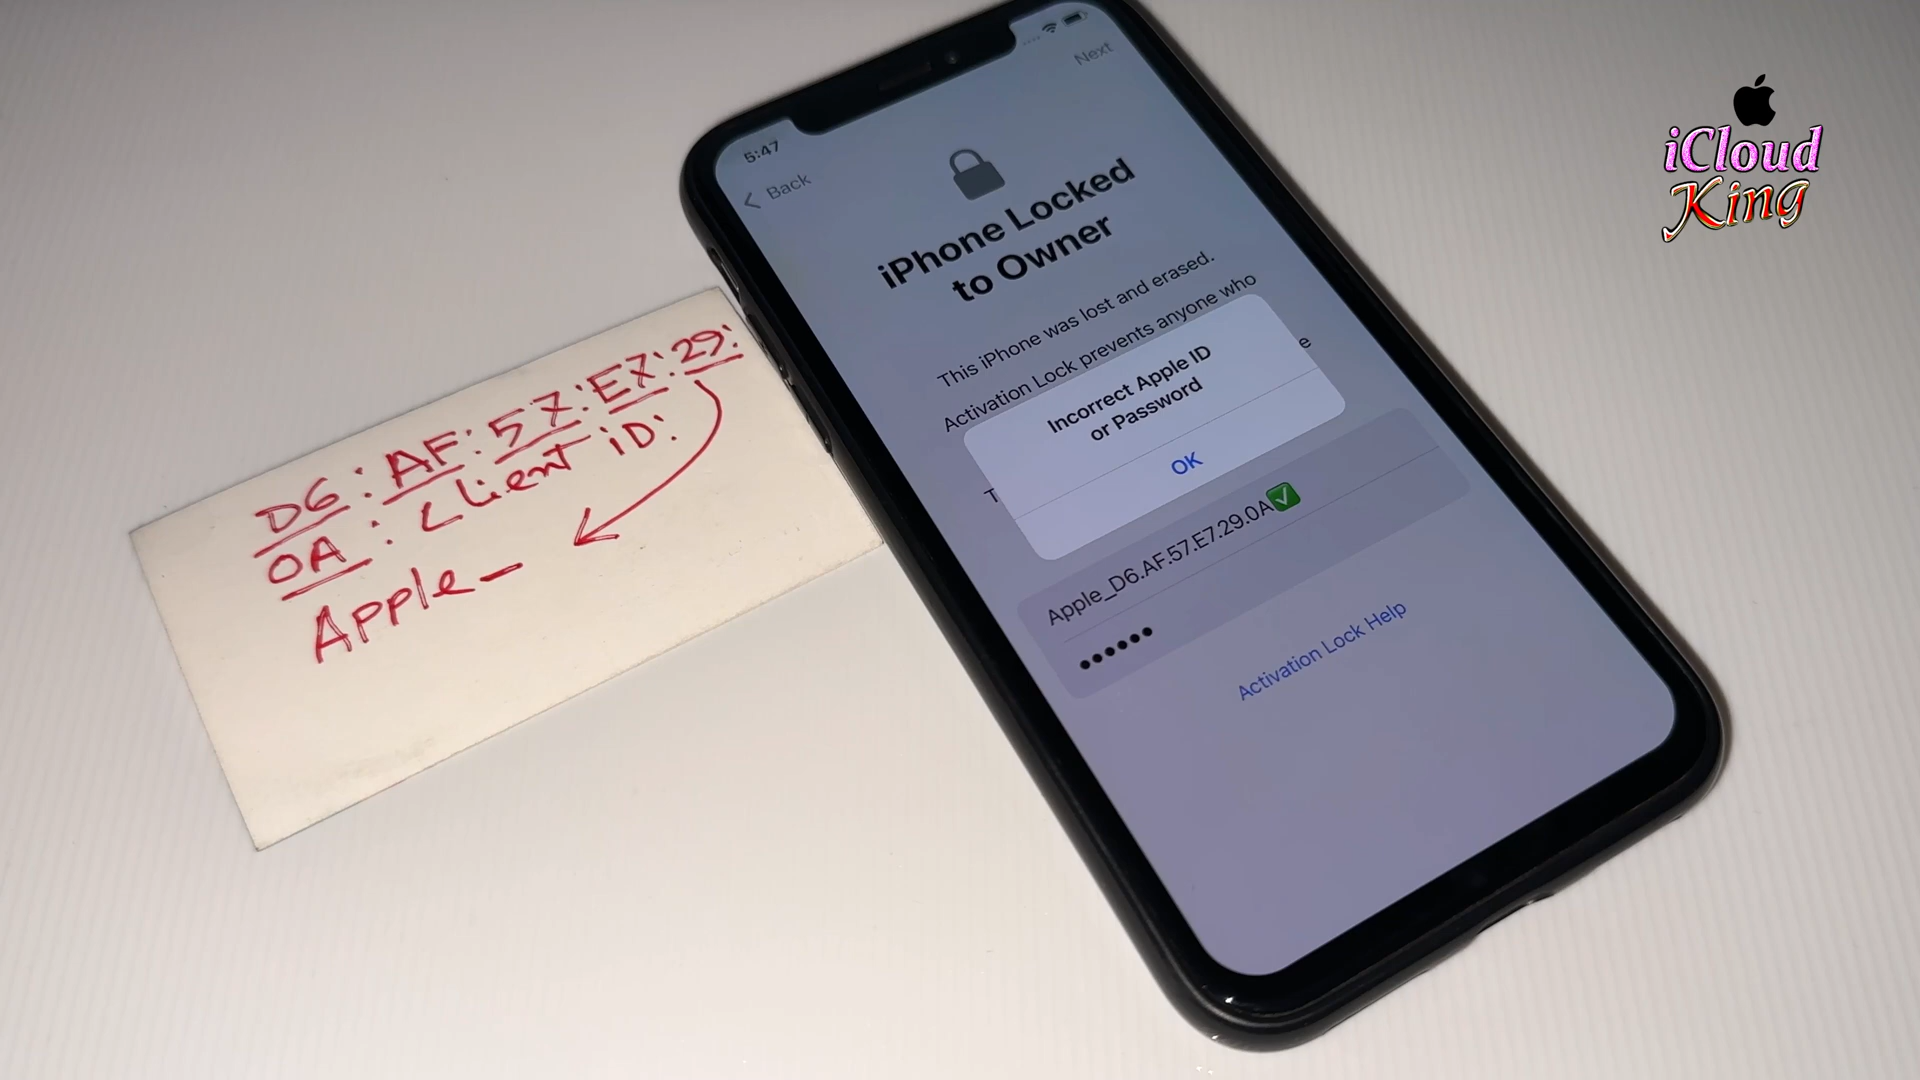 D6: AF: 57: E7: 29:
0A: Client iD:
Apple_
5:47
Next
Back
iPhone Locked
to Owner
This iPhone was lost and erased.
Activation Lock prevents anyone who
e
T
Incorrect Apple ID
or Password
OK
Apple_D6.AF.57.E7.29.0A✅
••••••
Activation Lock Help
iCloud
King